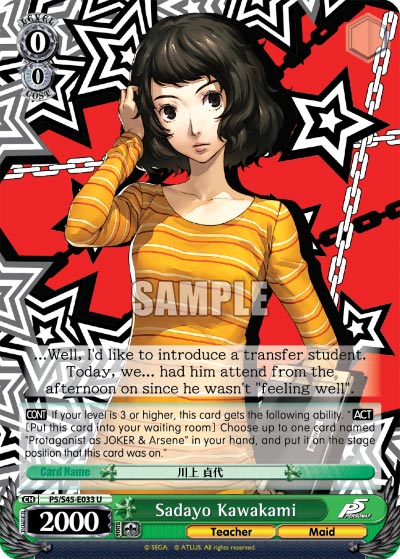 LEVEL
0
0
COST
SAMPLE
...Well, I'd like to introduce a transfer student.
Today, we... had him attend from the
afternoon on since he wasn't "feeling well".
CONT If your level is 3 or higher, this card gets the following ability. "ACT
[Put this card into your waiting room] Choose up to one card named
"Protaganist as JOKER & Arsene" in your hand, and put it on the stage
position that this card was on."
Card Name 川上 貞代
CH P5/S45-E033 U
2000
Sadayo Kawakami
P5 PERSONA5
Teacher Maid
© SEGA. © ATLUS. All rights reserved.